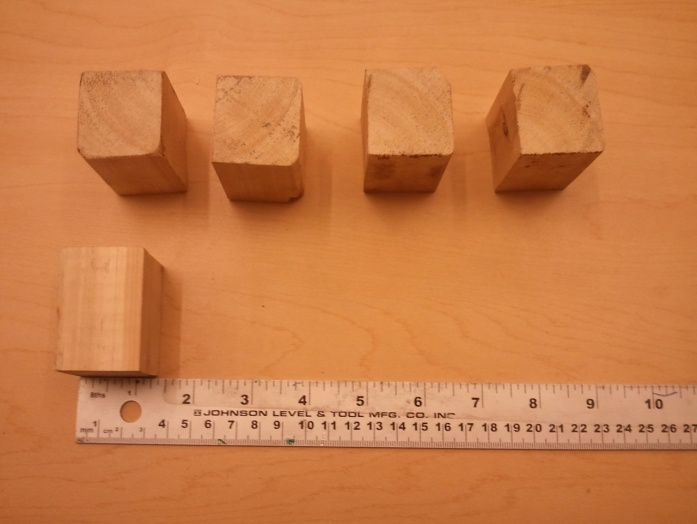 8ths 1 2 3 4 5 6 7 8 9 10
JOHNSON LEVEL & TOOL MFG. CO. INC.
mm 1 cm 2 3 4 5 6 7 8 9 10 11 12 13 14 15 16 17 18 19 20 21 22 23 24 25 26 27